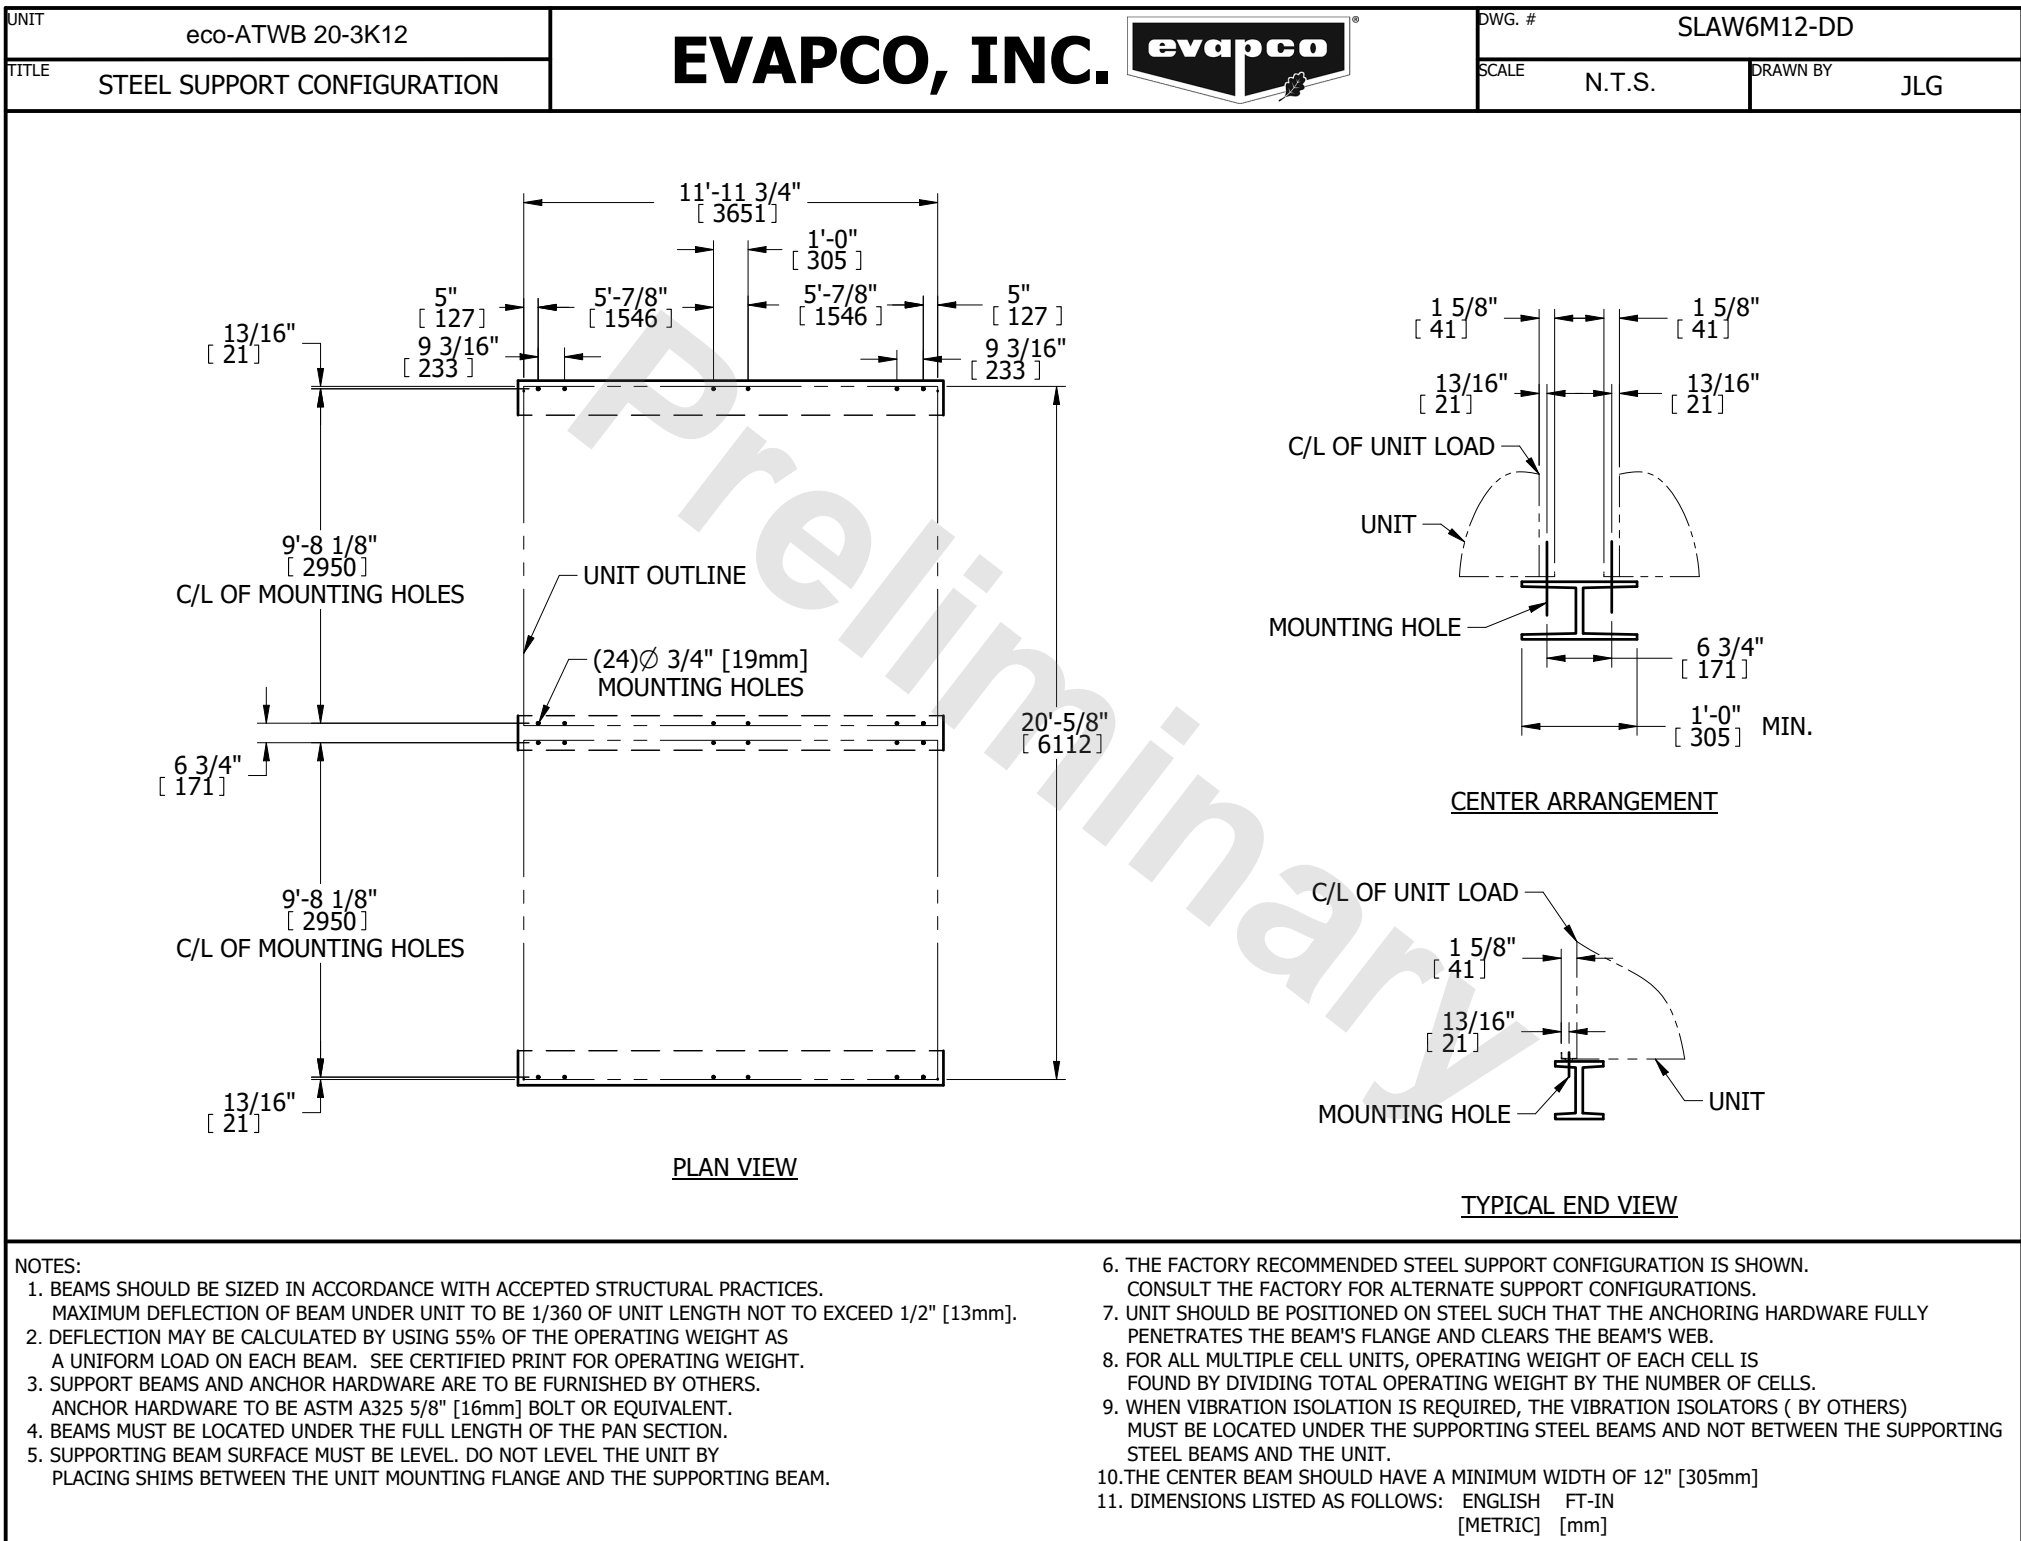 UNIT
eco-ATWB 20-3K12
TITLE
STEEL SUPPORT CONFIGURATION
EVAPCO, INC.
evapco
®
DWG. #
SLAW6M12-DD
SCALE
N.T.S.
DRAWN BY
JLG
11'-11 3/4"
[ 3651 ]
1'-0"
[ 305 ]
5"
[ 127 ]
5'-7/8"
[ 1546 ]
5'-7/8"
[ 1546 ]
5"
[ 127 ]
13/16"
[ 21 ]
9 3/16"
[ 233 ]
9 3/16"
[ 233 ]
9'-8 1/8"
[ 2950 ]
C/L OF MOUNTING HOLES
UNIT OUTLINE
(24)Ø 3/4" [19mm]
MOUNTING HOLES
20'-5/8"
[ 6112 ]
6 3/4"
[ 171 ]
9'-8 1/8"
[ 2950 ]
C/L OF MOUNTING HOLES
13/16"
[ 21 ]
PLAN VIEW
1 5/8"
[ 41 ]
1 5/8"
[ 41 ]
13/16"
[ 21 ]
13/16"
[ 21 ]
C/L OF UNIT LOAD
UNIT
MOUNTING HOLE
6 3/4"
[ 171 ]
1'-0"
[ 305 ]
MIN.
CENTER ARRANGEMENT
C/L OF UNIT LOAD
1 5/8"
[ 41 ]
13/16"
[ 21 ]
MOUNTING HOLE
UNIT
TYPICAL END VIEW
Preliminary
NOTES:
1. BEAMS SHOULD BE SIZED IN ACCORDANCE WITH ACCEPTED STRUCTURAL PRACTICES.
MAXIMUM DEFLECTION OF BEAM UNDER UNIT TO BE 1/360 OF UNIT LENGTH NOT TO EXCEED 1/2" [13mm].
2. DEFLECTION MAY BE CALCULATED BY USING 55% OF THE OPERATING WEIGHT AS
A UNIFORM LOAD ON EACH BEAM. SEE CERTIFIED PRINT FOR OPERATING WEIGHT.
3. SUPPORT BEAMS AND ANCHOR HARDWARE ARE TO BE FURNISHED BY OTHERS.
ANCHOR HARDWARE TO BE ASTM A325 5/8" [16mm] BOLT OR EQUIVALENT.
4. BEAMS MUST BE LOCATED UNDER THE FULL LENGTH OF THE PAN SECTION.
5. SUPPORTING BEAM SURFACE MUST BE LEVEL. DO NOT LEVEL THE UNIT BY
PLACING SHIMS BETWEEN THE UNIT MOUNTING FLANGE AND THE SUPPORTING BEAM.
6. THE FACTORY RECOMMENDED STEEL SUPPORT CONFIGURATION IS SHOWN.
CONSULT THE FACTORY FOR ALTERNATE SUPPORT CONFIGURATIONS.
7. UNIT SHOULD BE POSITIONED ON STEEL SUCH THAT THE ANCHORING HARDWARE FULLY
PENETRATES THE BEAM'S FLANGE AND CLEARS THE BEAM'S WEB.
8. FOR ALL MULTIPLE CELL UNITS, OPERATING WEIGHT OF EACH CELL IS
FOUND BY DIVIDING TOTAL OPERATING WEIGHT BY THE NUMBER OF CELLS.
9. WHEN VIBRATION ISOLATION IS REQUIRED, THE VIBRATION ISOLATORS ( BY OTHERS)
MUST BE LOCATED UNDER THE SUPPORTING STEEL BEAMS AND NOT BETWEEN THE SUPPORTING
STEEL BEAMS AND THE UNIT.
10.THE CENTER BEAM SHOULD HAVE A MINIMUM WIDTH OF 12" [305mm]
11. DIMENSIONS LISTED AS FOLLOWS: ENGLISH FT-IN
[METRIC] [mm]